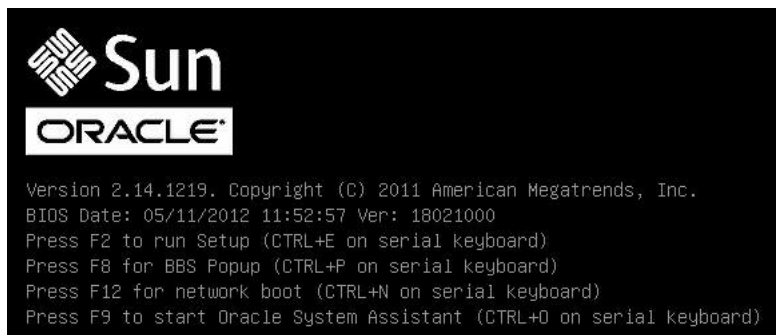 Sun
ORACLE®
Version 2.14.1219. Copyright (C) 2011 American Megatrends, Inc.
BIOS Date: 05/11/2012 11:52:57 Ver: 18021000
Press F2 to run Setup (CTRL+E on serial keyboard)
Press F8 for BBS Popup (CTRL+P on serial keyboard)
Press F12 for network boot (CTRL+N on serial keyboard)
Press F9 to start Oracle System Assistant (CTRL+O on serial keyboard)